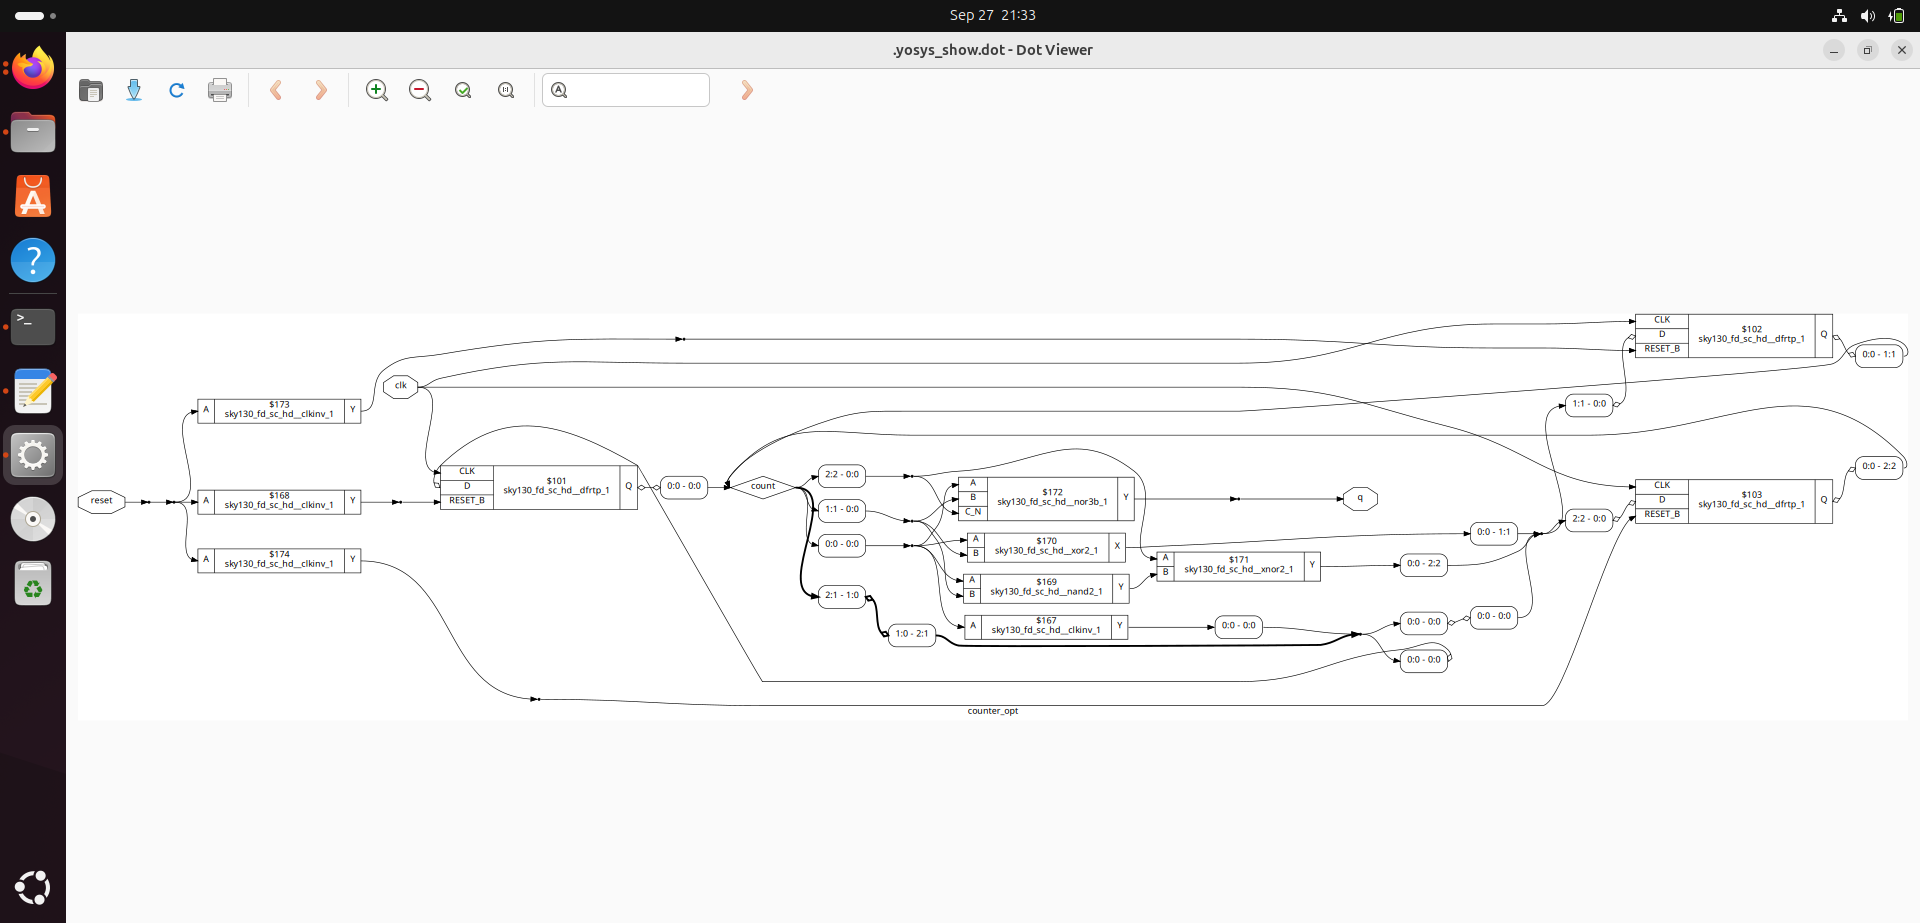 Sep 27 21:33
.yosys_show.dot - Dot Viewer
CLK
D
RESET_B
$102
sky130_fd_sc_hd__dfrtp_1
Q
0:0 - 1:1
clk
1:1 - 0:0
A
$173
sky130_fd_sc_hd__clkinv_1
Y
CLK
D
RESET_B
$101
sky130_fd_sc_hd__dfrtp_1
Q
0:0 - 0:0
count
2:2 - 0:0
1:1 - 0:0
0:0 - 0:0
2:1 - 1:0
1:0 - 2:1
A
B
C_N
$172
sky130_fd_sc_hd__nor3b_1
Y
q
0:0 - 2:2
CLK
D
RESET_B
$103
sky130_fd_sc_hd__dfrtp_1
Q
2:2 - 0:0
reset
A
$168
sky130_fd_sc_hd__clkinv_1
Y
A
B
$170
sky130_fd_sc_hd__xor2_1
X
0:0 - 1:1
A
B
$171
sky130_fd_sc_hd__xnor2_1
Y
0:0 - 2:2
A
$174
sky130_fd_sc_hd__clkinv_1
Y
A
B
$169
sky130_fd_sc_hd__nand2_1
Y
A
$167
sky130_fd_sc_hd__clkinv_1
Y
0:0 - 0:0
0:0 - 0:0
0:0 - 0:0
0:0 - 0:0
counter_opt